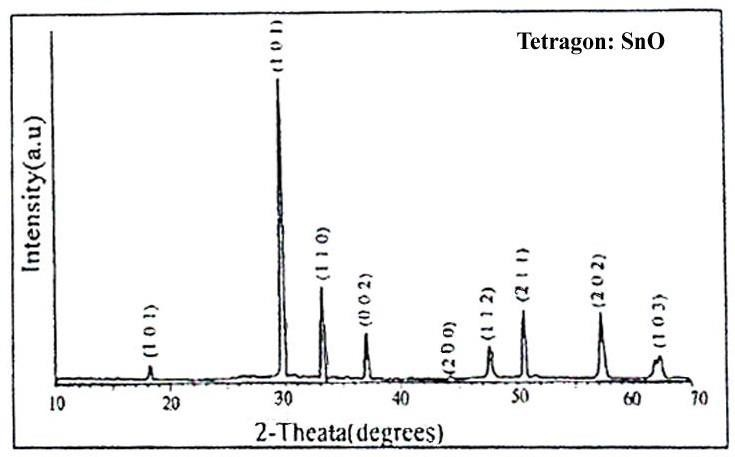 Tetragon: SnO
Intensity(a.u)
(1 0 1)
(1 0 1)
(1 1 0)
(0 0 2)
(2 0 0)
(1 1 2)
(2 1 1)
(2 0 2)
(1 0 3)
10 20 30 40 50 60 70
2-Theata(degrees)